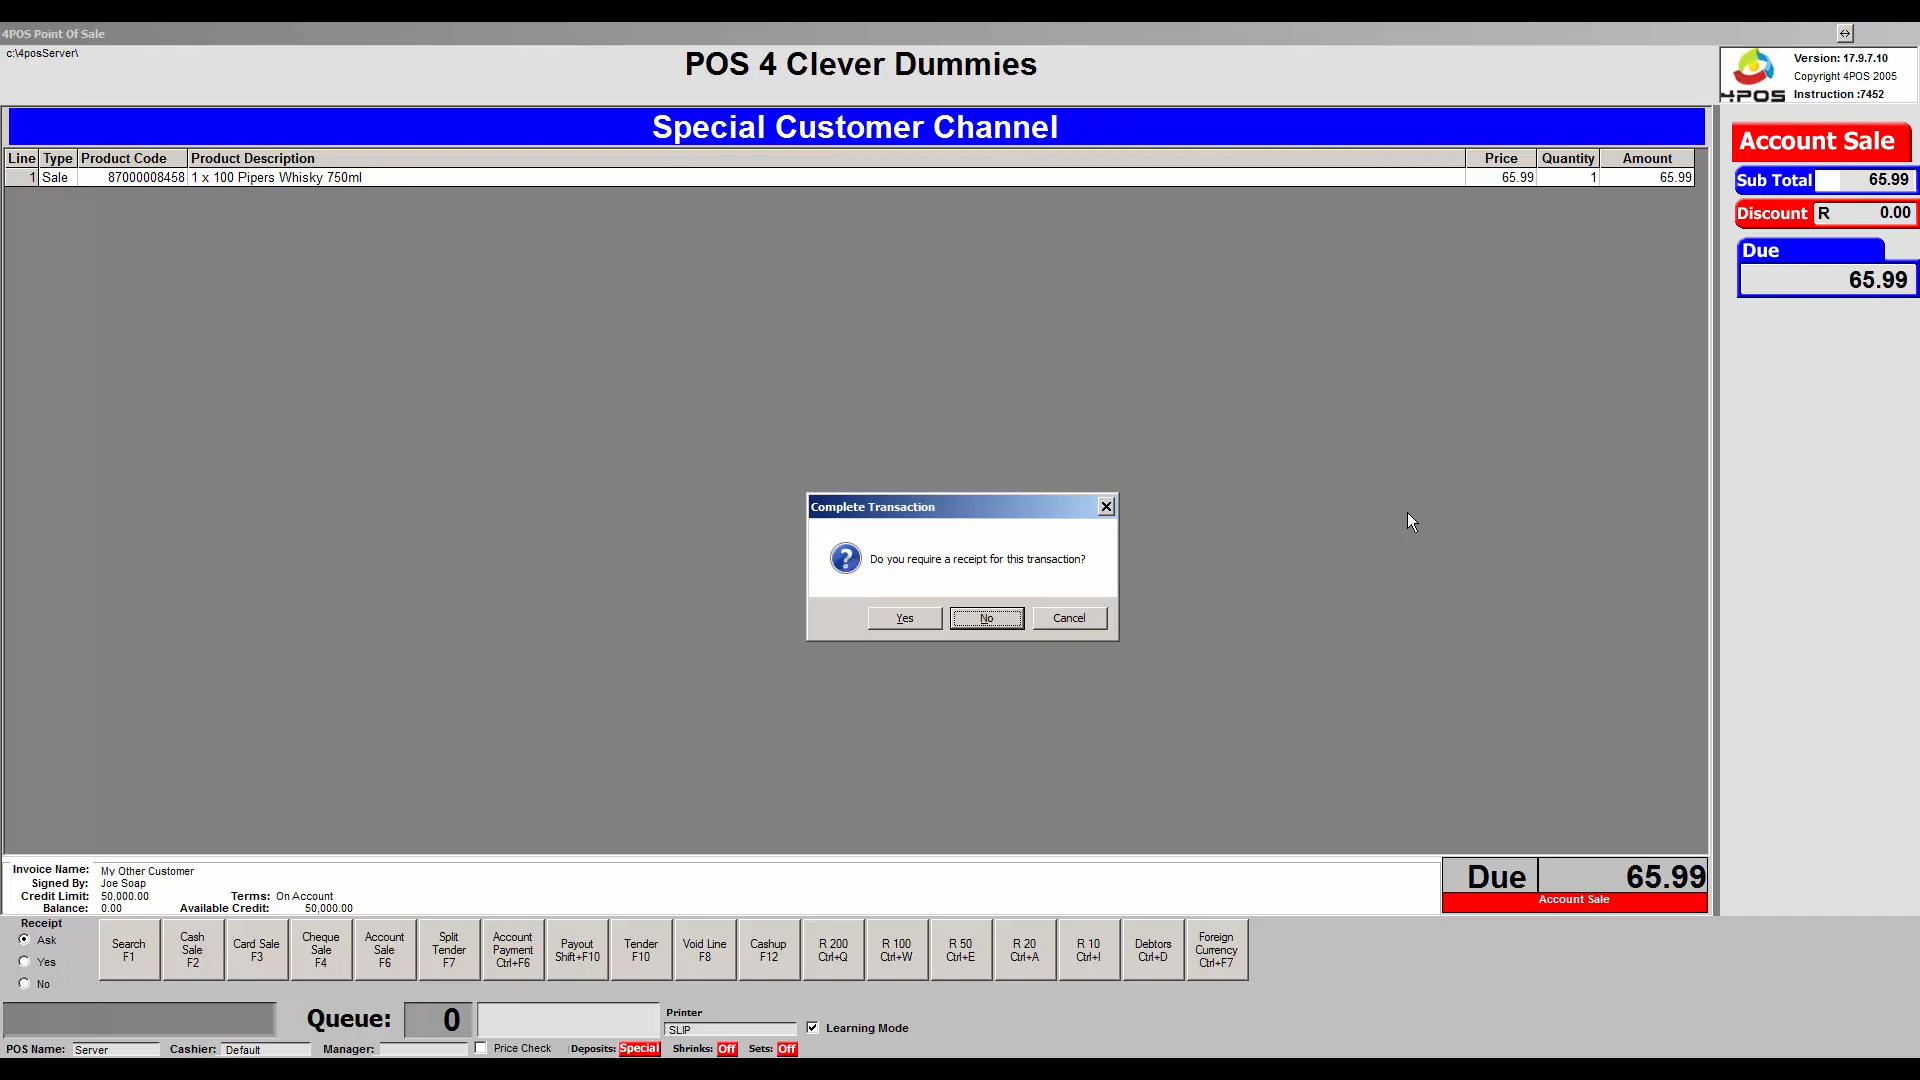 4POS Point Of Sale
c:\4posServer\
POS 4 Clever Dummies
4POS
Version: 17.9.7.10
Copyright 4POS 2005
Instruction :7452
Special Customer Channel
Line Type Product Code Product Description Price Quantity Amount
1 Sale 87000008458 1 x 100 Pipers Whisky 750ml 65.99 1 65.99
Account Sale
Sub Total 65.99
Discount R 0.00
Due
65.99
Complete Transaction
Do you require a receipt for this transaction?
Yes No Cancel
Invoice Name: My Other Customer
Signed By: Joe Soap
Credit Limit: 50,000.00 Terms: On Account
Balance: 0.00 Available Credit: 50,000.00
Due 65.99
Account Sale
Receipt
Ask
Yes
No
Search F1
Cash Sale F2
Card Sale F3
Cheque Sale F4
Account Sale F6
Split Tender F7
Account Payment Ctrl+F6
Payout Shift+F10
Tender F10
Void Line F8
Cashup F12
R 200 Ctrl+Q
R 100 Ctrl+W
R 50 Ctrl+E
R 20 Ctrl+A
R 10 Ctrl+I
Debtors Ctrl+D
Foreign Currency Ctrl+F7
Queue: 0
Printer
SLIP
Learning Mode
POS Name: Server Cashier: Default Manager: Price Check Deposits: Special Shrinks: Off Sets: Off